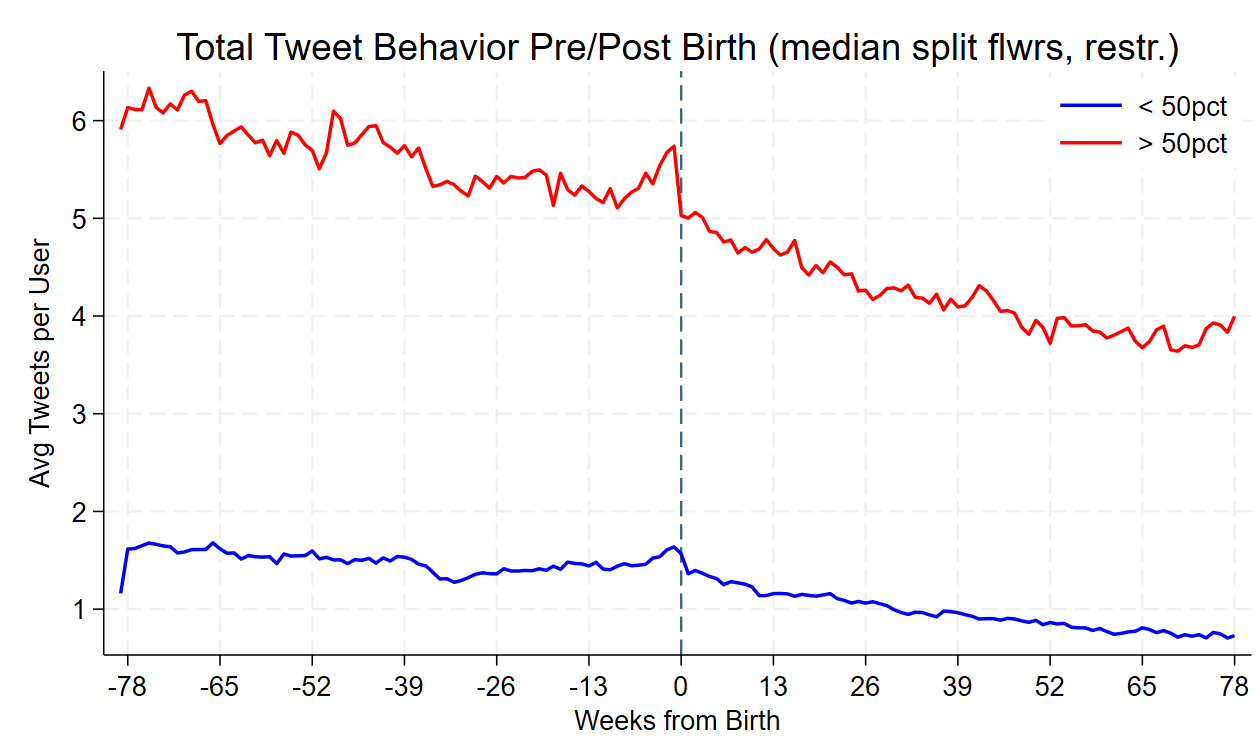 Total Tweet Behavior Pre/Post Birth (median split flwrs, restr.)
< 50pct
> 50pct
6
5
4
3
2
1
Avg Tweets per User
-78 -65 -52 -39 -26 -13 0 13 26 39 52 65 78
Weeks from Birth